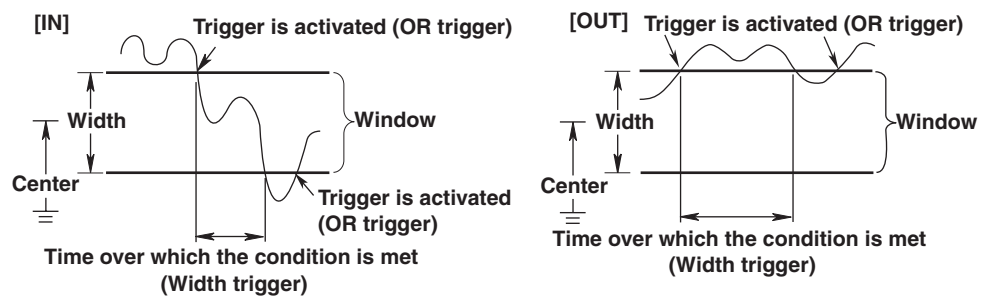 [IN]
Trigger is activated (OR trigger)
Width
Window
Center
Trigger is activated
(OR trigger)
Time over which the condition is met
(Width trigger)
[OUT]
Trigger is activated (OR trigger)
Width
Window
Center
Time over which the condition is met
(Width trigger)